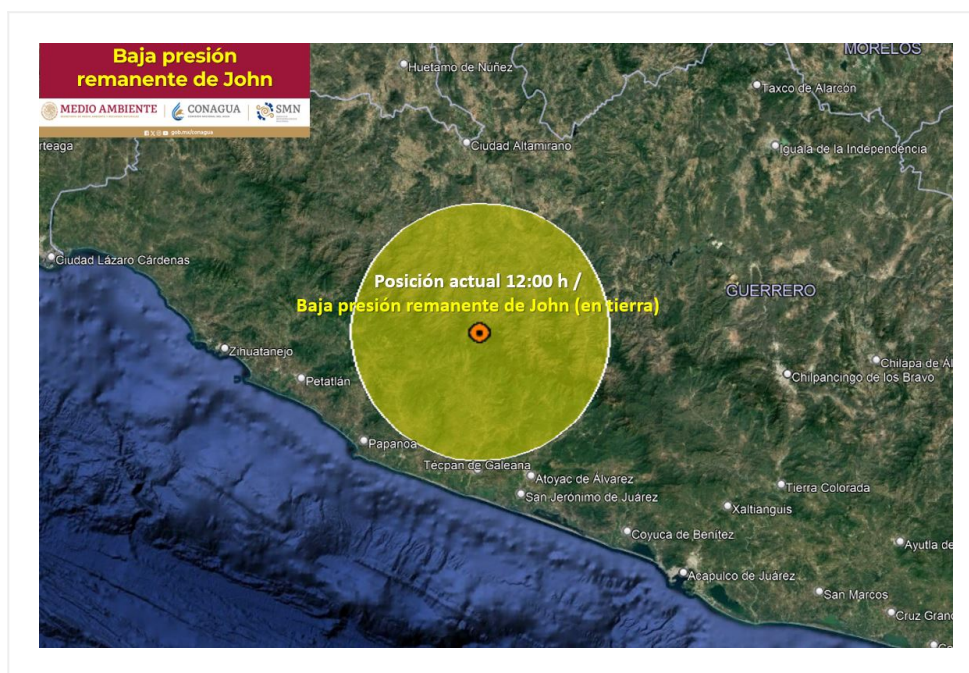 Baja presión
remanente de John
MEDIO AMBIENTE
CONAGUA
SMN
gob.mx/conagua
MORELOS
Huetamo de Nuñez
Taxco de Alarcón
rteaga
Ciudad Altamirano
Iguala de la Independencia
Ciudad Lázaro Cárdenas
Posición actual 12:00 h /
GUERRERO
Baja presión remanente de John (en tierra)
Zihuatanejo
Chilapa de Ál
Petatlán
Chilpancingo de los Bravo
Papanoa
Técpan de Galeana
Atoyac de Álvarez
Tierra Colorada
San Jerónimo de Juárez
Xaltianguis
Coyuca de Benítez
Ayutla de
Acapulco de Juárez
San Marcos
Cruz Gran